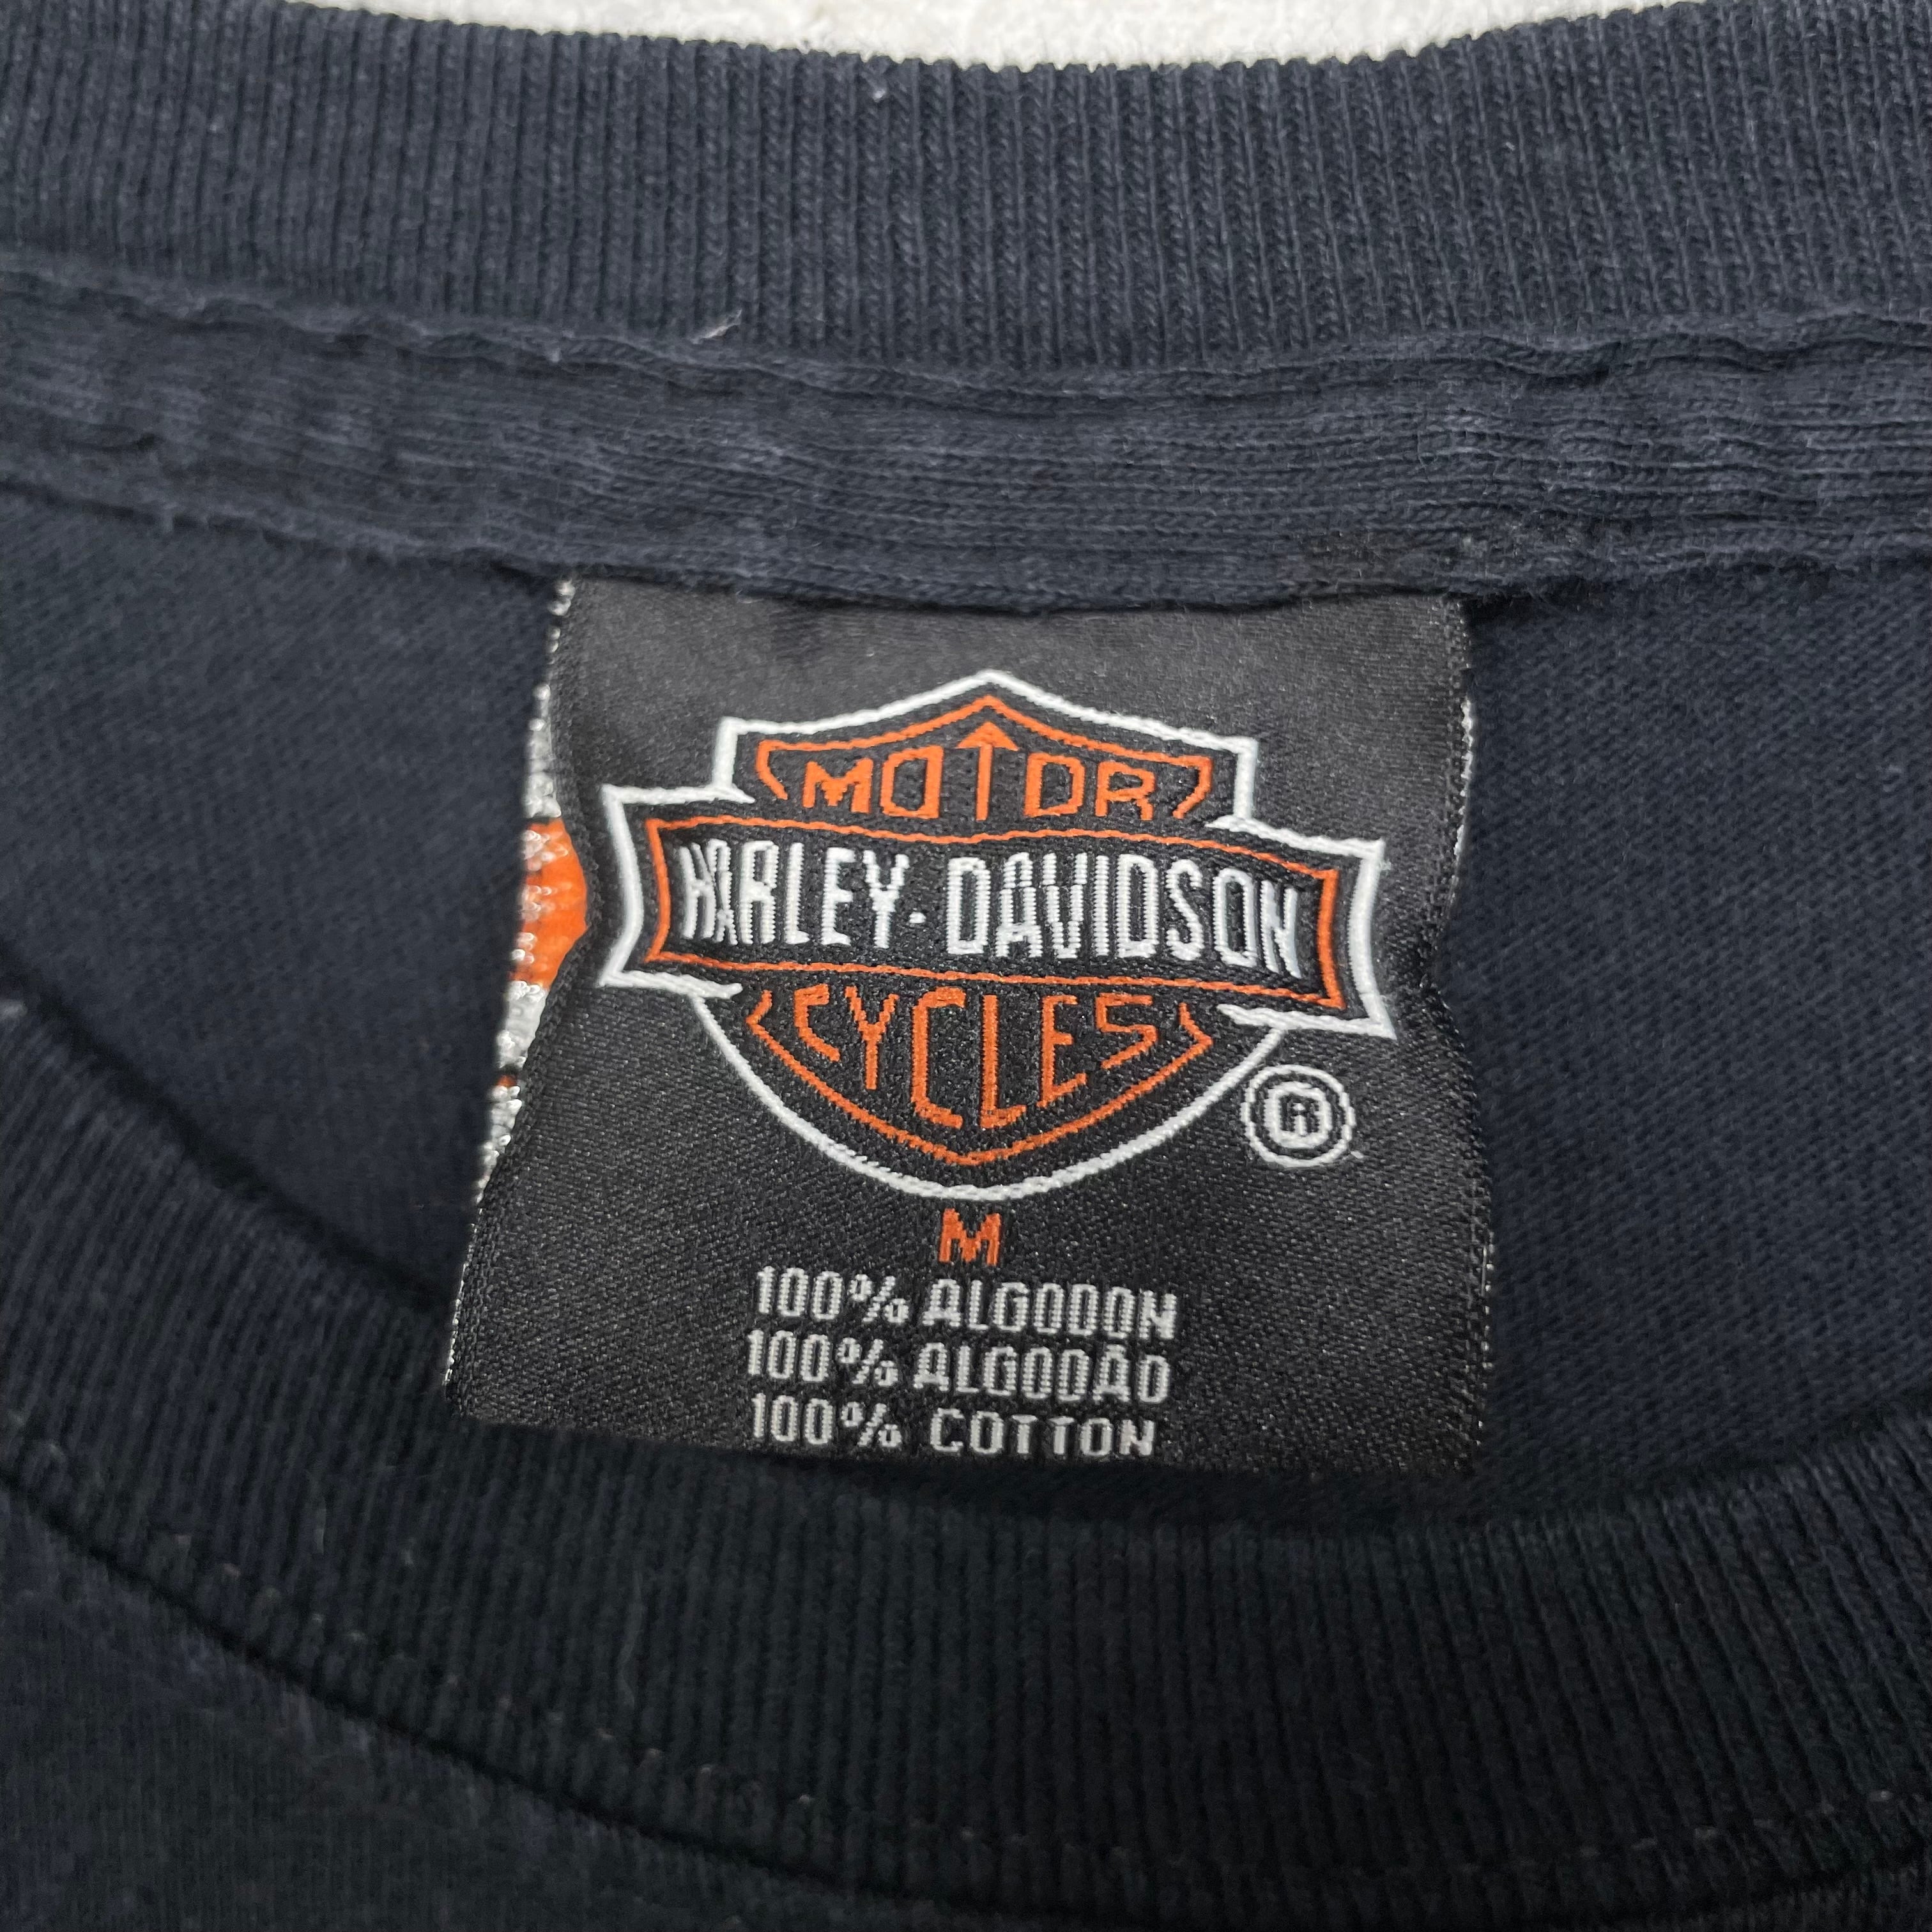 MOTOR
HARLEY-DAVIDSON
CYCLES
®
M
100% ALGODON
100% ALGODÃO
100% COTTON